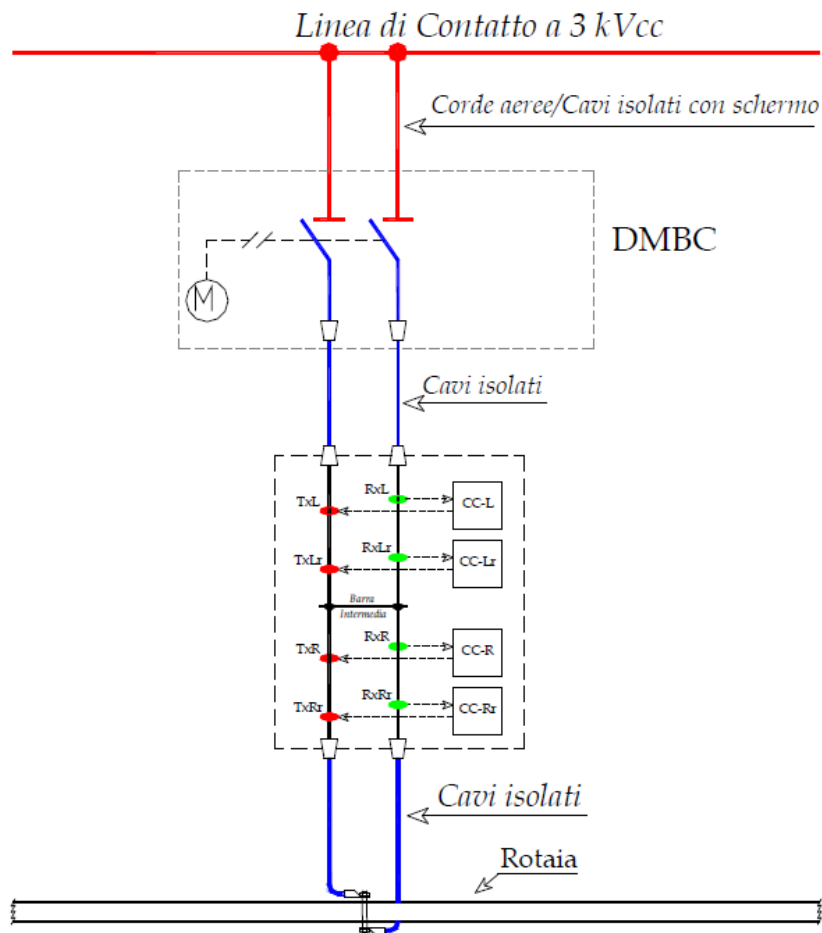 Linea di Contatto a 3 kVcc
Corde aeree/Cavi isolati con schermo
DMBC
M
Cavi isolati
RxL
TxL
CC-L
RxLr
TxLr
CC-Lr
Barra
Intermedia
RxR
TxR
CC-R
RxRr
TxRr
CC-Rr
Cavi isolati
Rotaia